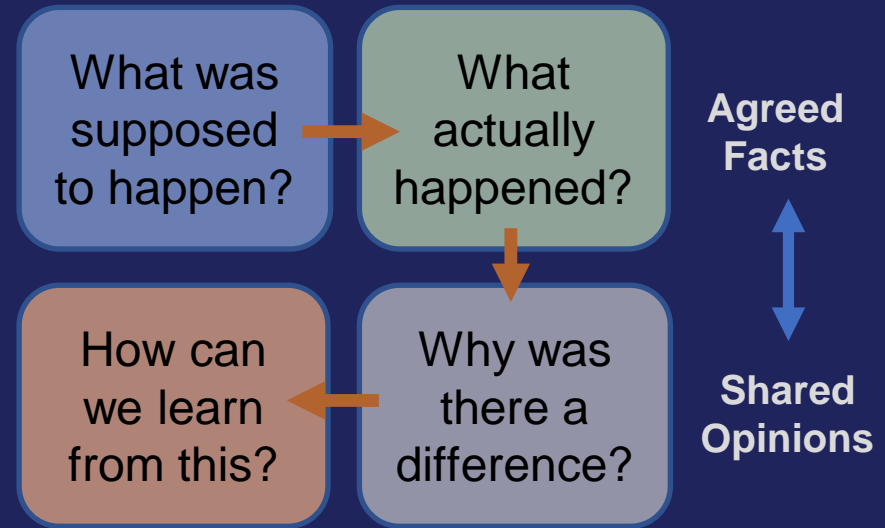 What was
supposed
to happen?
What
actually
happened?
Agreed
Facts
How can
we learn
from this?
Why was
there a
difference?
Shared
Opinions